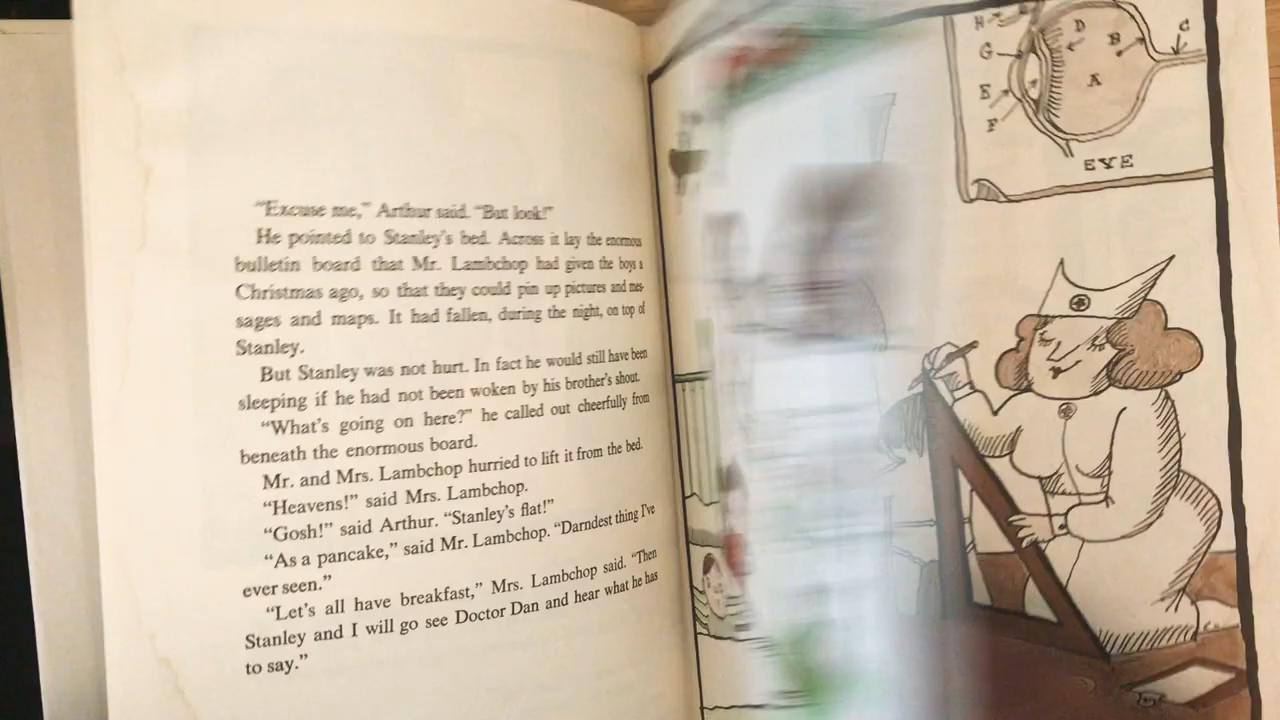 “Excuse me,” Arthur said. “But look!”
He pointed to Stanley’s bed. Across it lay the enormous
bulletin board that Mr. Lambchop had given the boys a
Christmas ago, so that they could pin up pictures and mes-
sages and maps. It had fallen, during the night, on top of
Stanley.
But Stanley was not hurt. In fact he would still have been
sleeping if he had not been woken by his brother’s shout.
“What’s going on here?” he called out cheerfully from
beneath the enormous board.
Mr. and Mrs. Lambchop hurried to lift it from the bed.
“Heavens!” said Mrs. Lambchop.
“Gosh!” said Arthur. “Stanley’s flat!”
“As a pancake,” said Mr. Lambchop. “Darndest thing I’ve
ever seen.”
“Let’s all have breakfast,” Mrs. Lambchop said. “Then
Stanley and I will go see Doctor Dan and hear what he has
to say.”
H
D
B
C
G
A
E
F
EYE